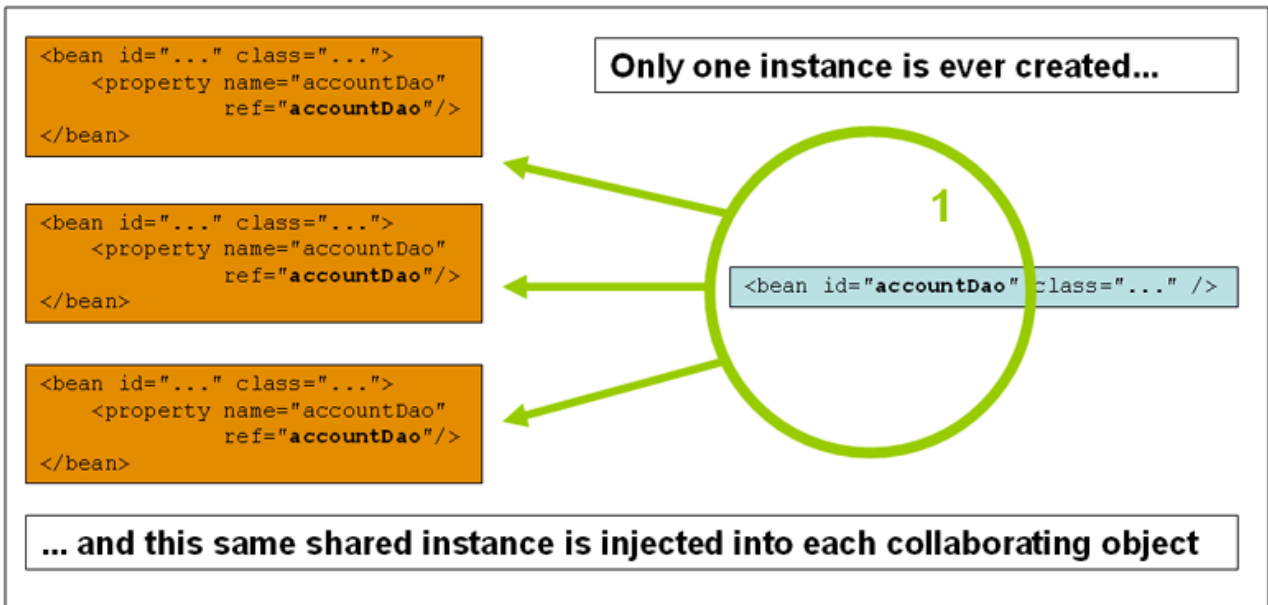 <bean id="..." class="...">
    <property name="accountDao"
              ref="accountDao"/>
</bean>
Only one instance is ever created...
1
<bean id="..." class="...">
    <property name="accountDao"
              ref="accountDao"/>
</bean>
<bean id="accountDao" class="..." />
<bean id="..." class="...">
    <property name="accountDao"
              ref="accountDao"/>
</bean>
... and this same shared instance is injected into each collaborating object